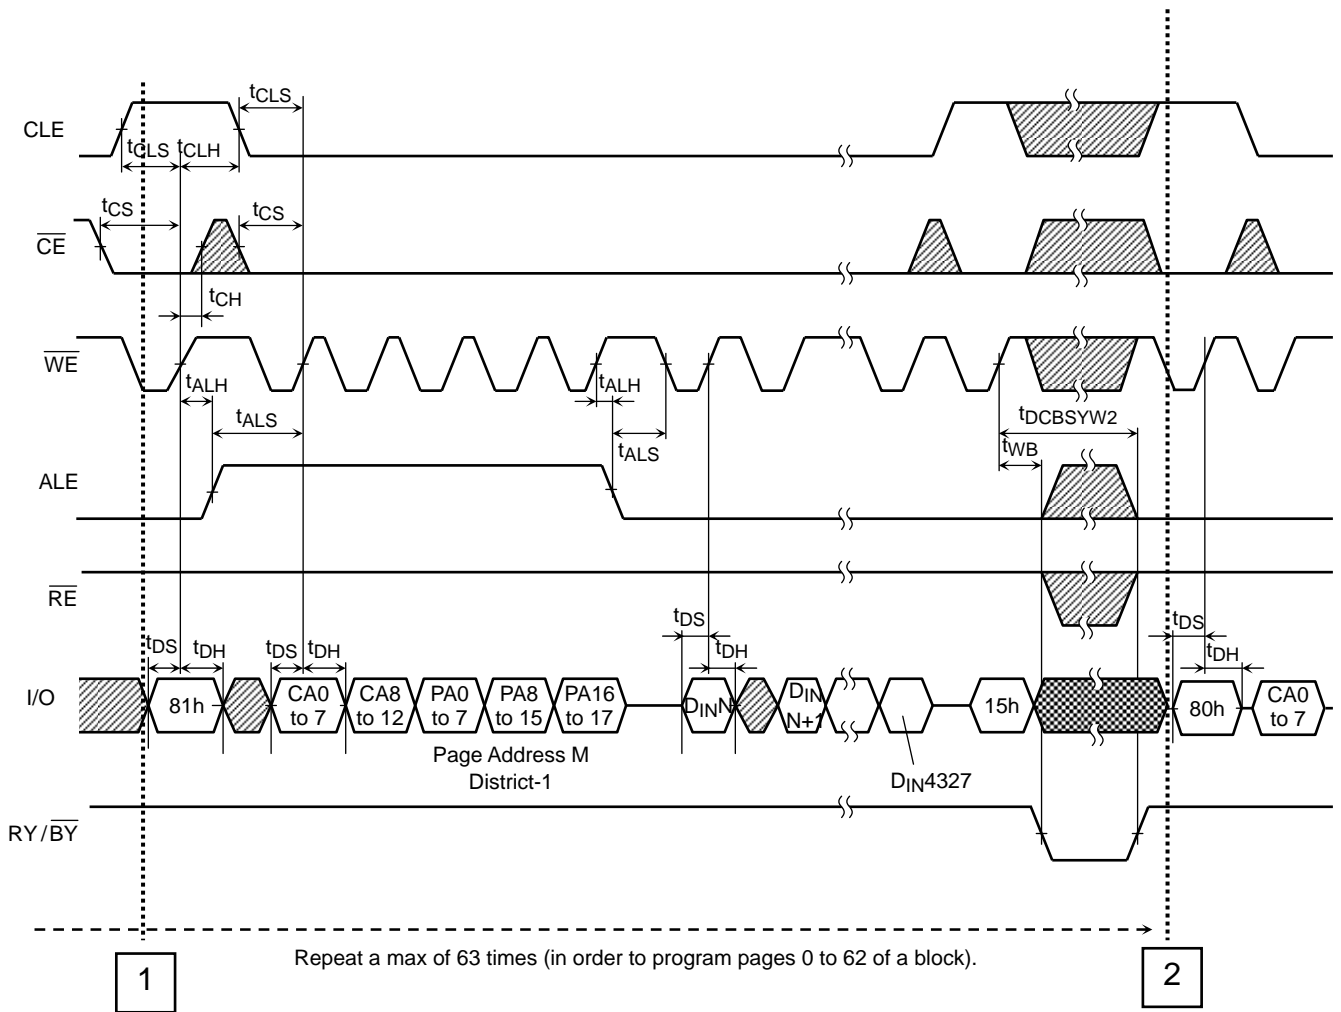 tCLS
CLE
tCLS tCLH
tCS
tCS
CE
tCH
WE
tALH
tALH
tALS
tDCBSYW2
tALS
tWB
ALE
RE
tDS
tDH
tDS
tDH
tDS
tDH
tDS
tDH
I/O
81h
CA0
to 7
CA8
to 12
PA0
to 7
PA8
to 15
PA16
to 17
DINN
DIN
N+1
15h
80h
CA0
to 7
Page Address M
District-1
DIN4327
RY/BY
Repeat a max of 63 times (in order to program pages 0 to 62 of a block).
1
2